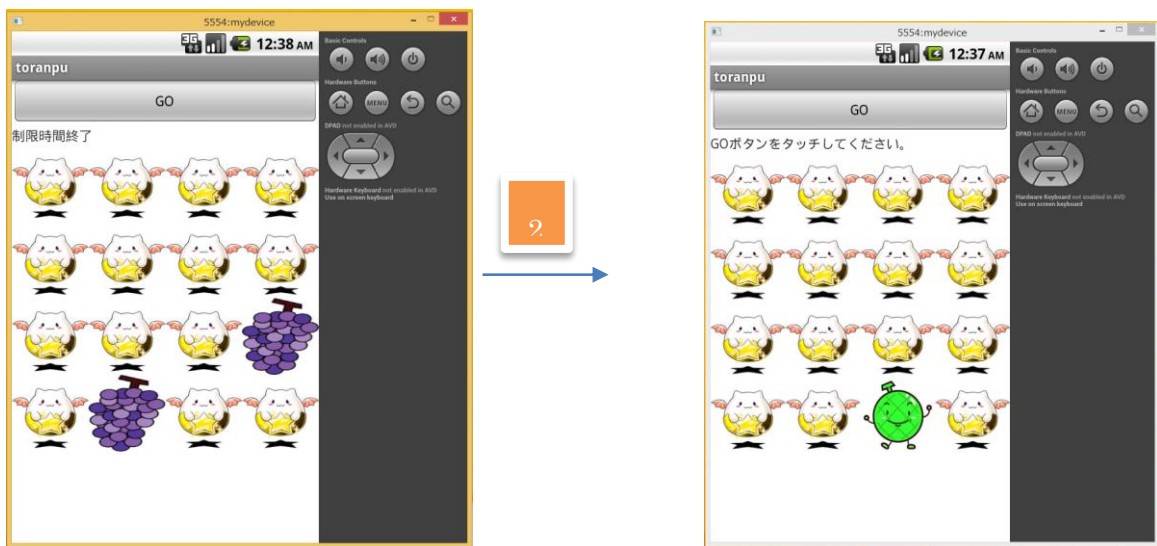 5554:mydevice
3G 12:38 AM
toranpu
GO
制限時間終了
Basic Controls
Hardware Buttons
MENU
DPAD not enabled in AVD
Hardware Keyboard not enabled in AVD
Use on screen keyboard
2
5554:mydevice
3G 12:37 AM
toranpu
GO
GOボタンをタッチしてください。
Basic Controls
Hardware Buttons
MENU
DPAD not enabled in AVD
Hardware Keyboard not enabled in AVD
Use on screen keyboard